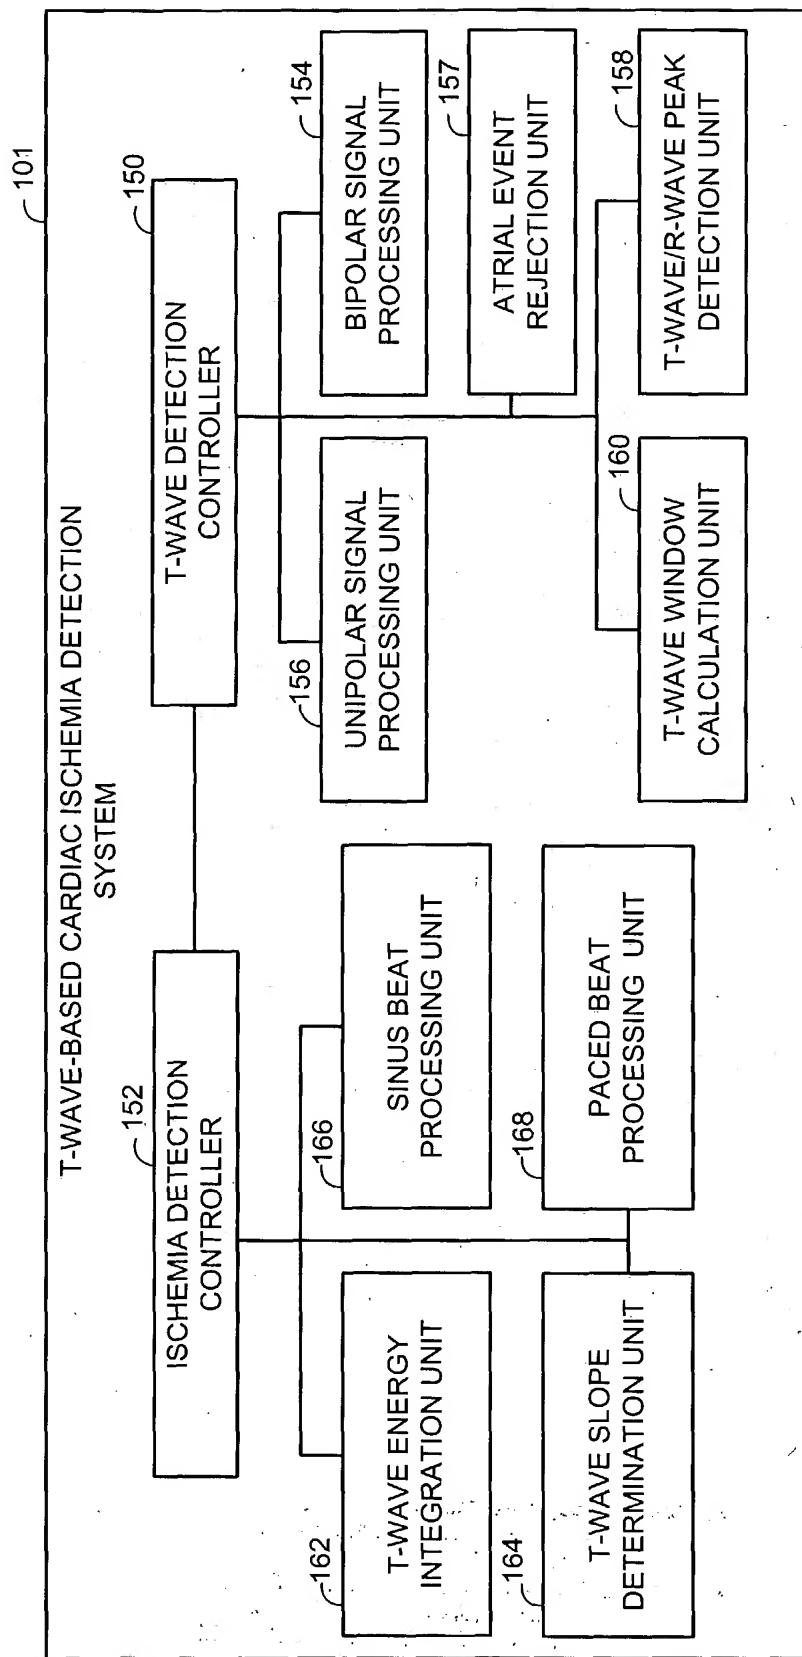 101
T-WAVE-BASED CARDIAC ISCHEMIA DETECTION
SYSTEM
152
ISCHEMIA DETECTION
CONTROLLER
150
T-WAVE DETECTION
CONTROLLER
162
T-WAVE ENERGY
INTEGRATION UNIT
166
SINUS BEAT
PROCESSING UNIT
156
UNIPOLAR SIGNAL
PROCESSING UNIT
154
BIPOLAR SIGNAL
PROCESSING UNIT
157
ATRIAL EVENT
REJECTION UNIT
164
T-WAVE SLOPE
DETERMINATION UNIT
168
PACED BEAT
PROCESSING UNIT
160
T-WAVE WINDOW
CALCULATION UNIT
158
T-WAVE/R-WAVE PEAK
DETECTION UNIT